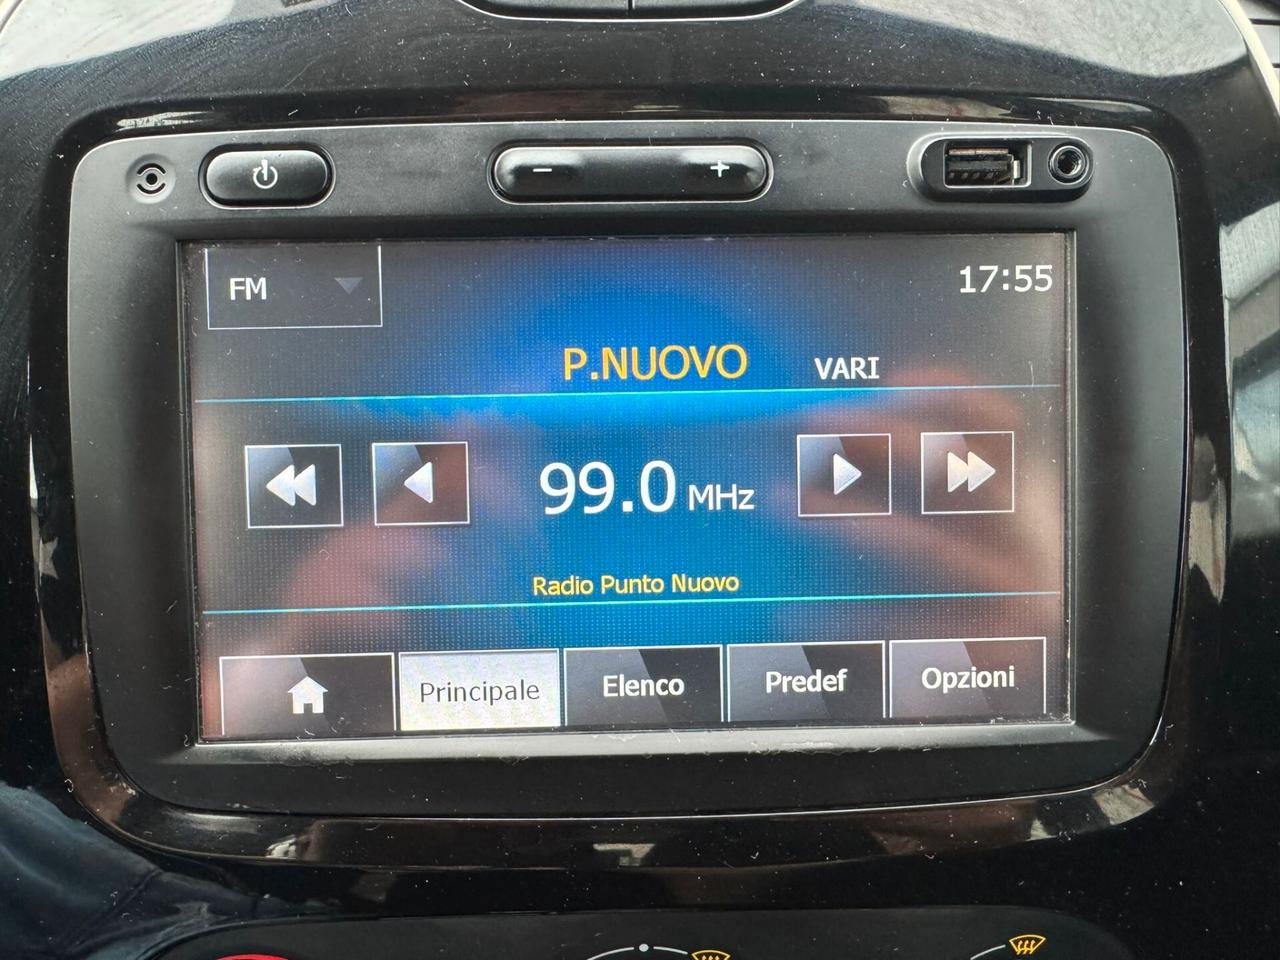 FM
17:55
P.NUOVO VARI
99.0 MHz
Radio Punto Nuovo
Principale Elenco Predef Opzioni